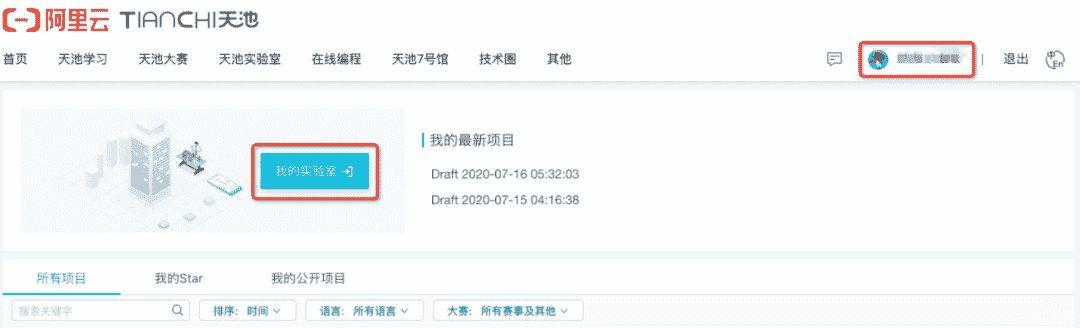 阿里云 TIANCHI天池
首页 天池学习 天池大赛 天池实验室 在线编程 天池7号馆 技术圈 其他 退出 中 En
我的最新项目
我的实验室
Draft 2020-07-16 05:32:03
Draft 2020-07-15 04:16:38
所有项目 我的Star 我的公开项目
搜索关键字 排序: 时间 语言: 所有语言 大赛: 所有赛事及其他